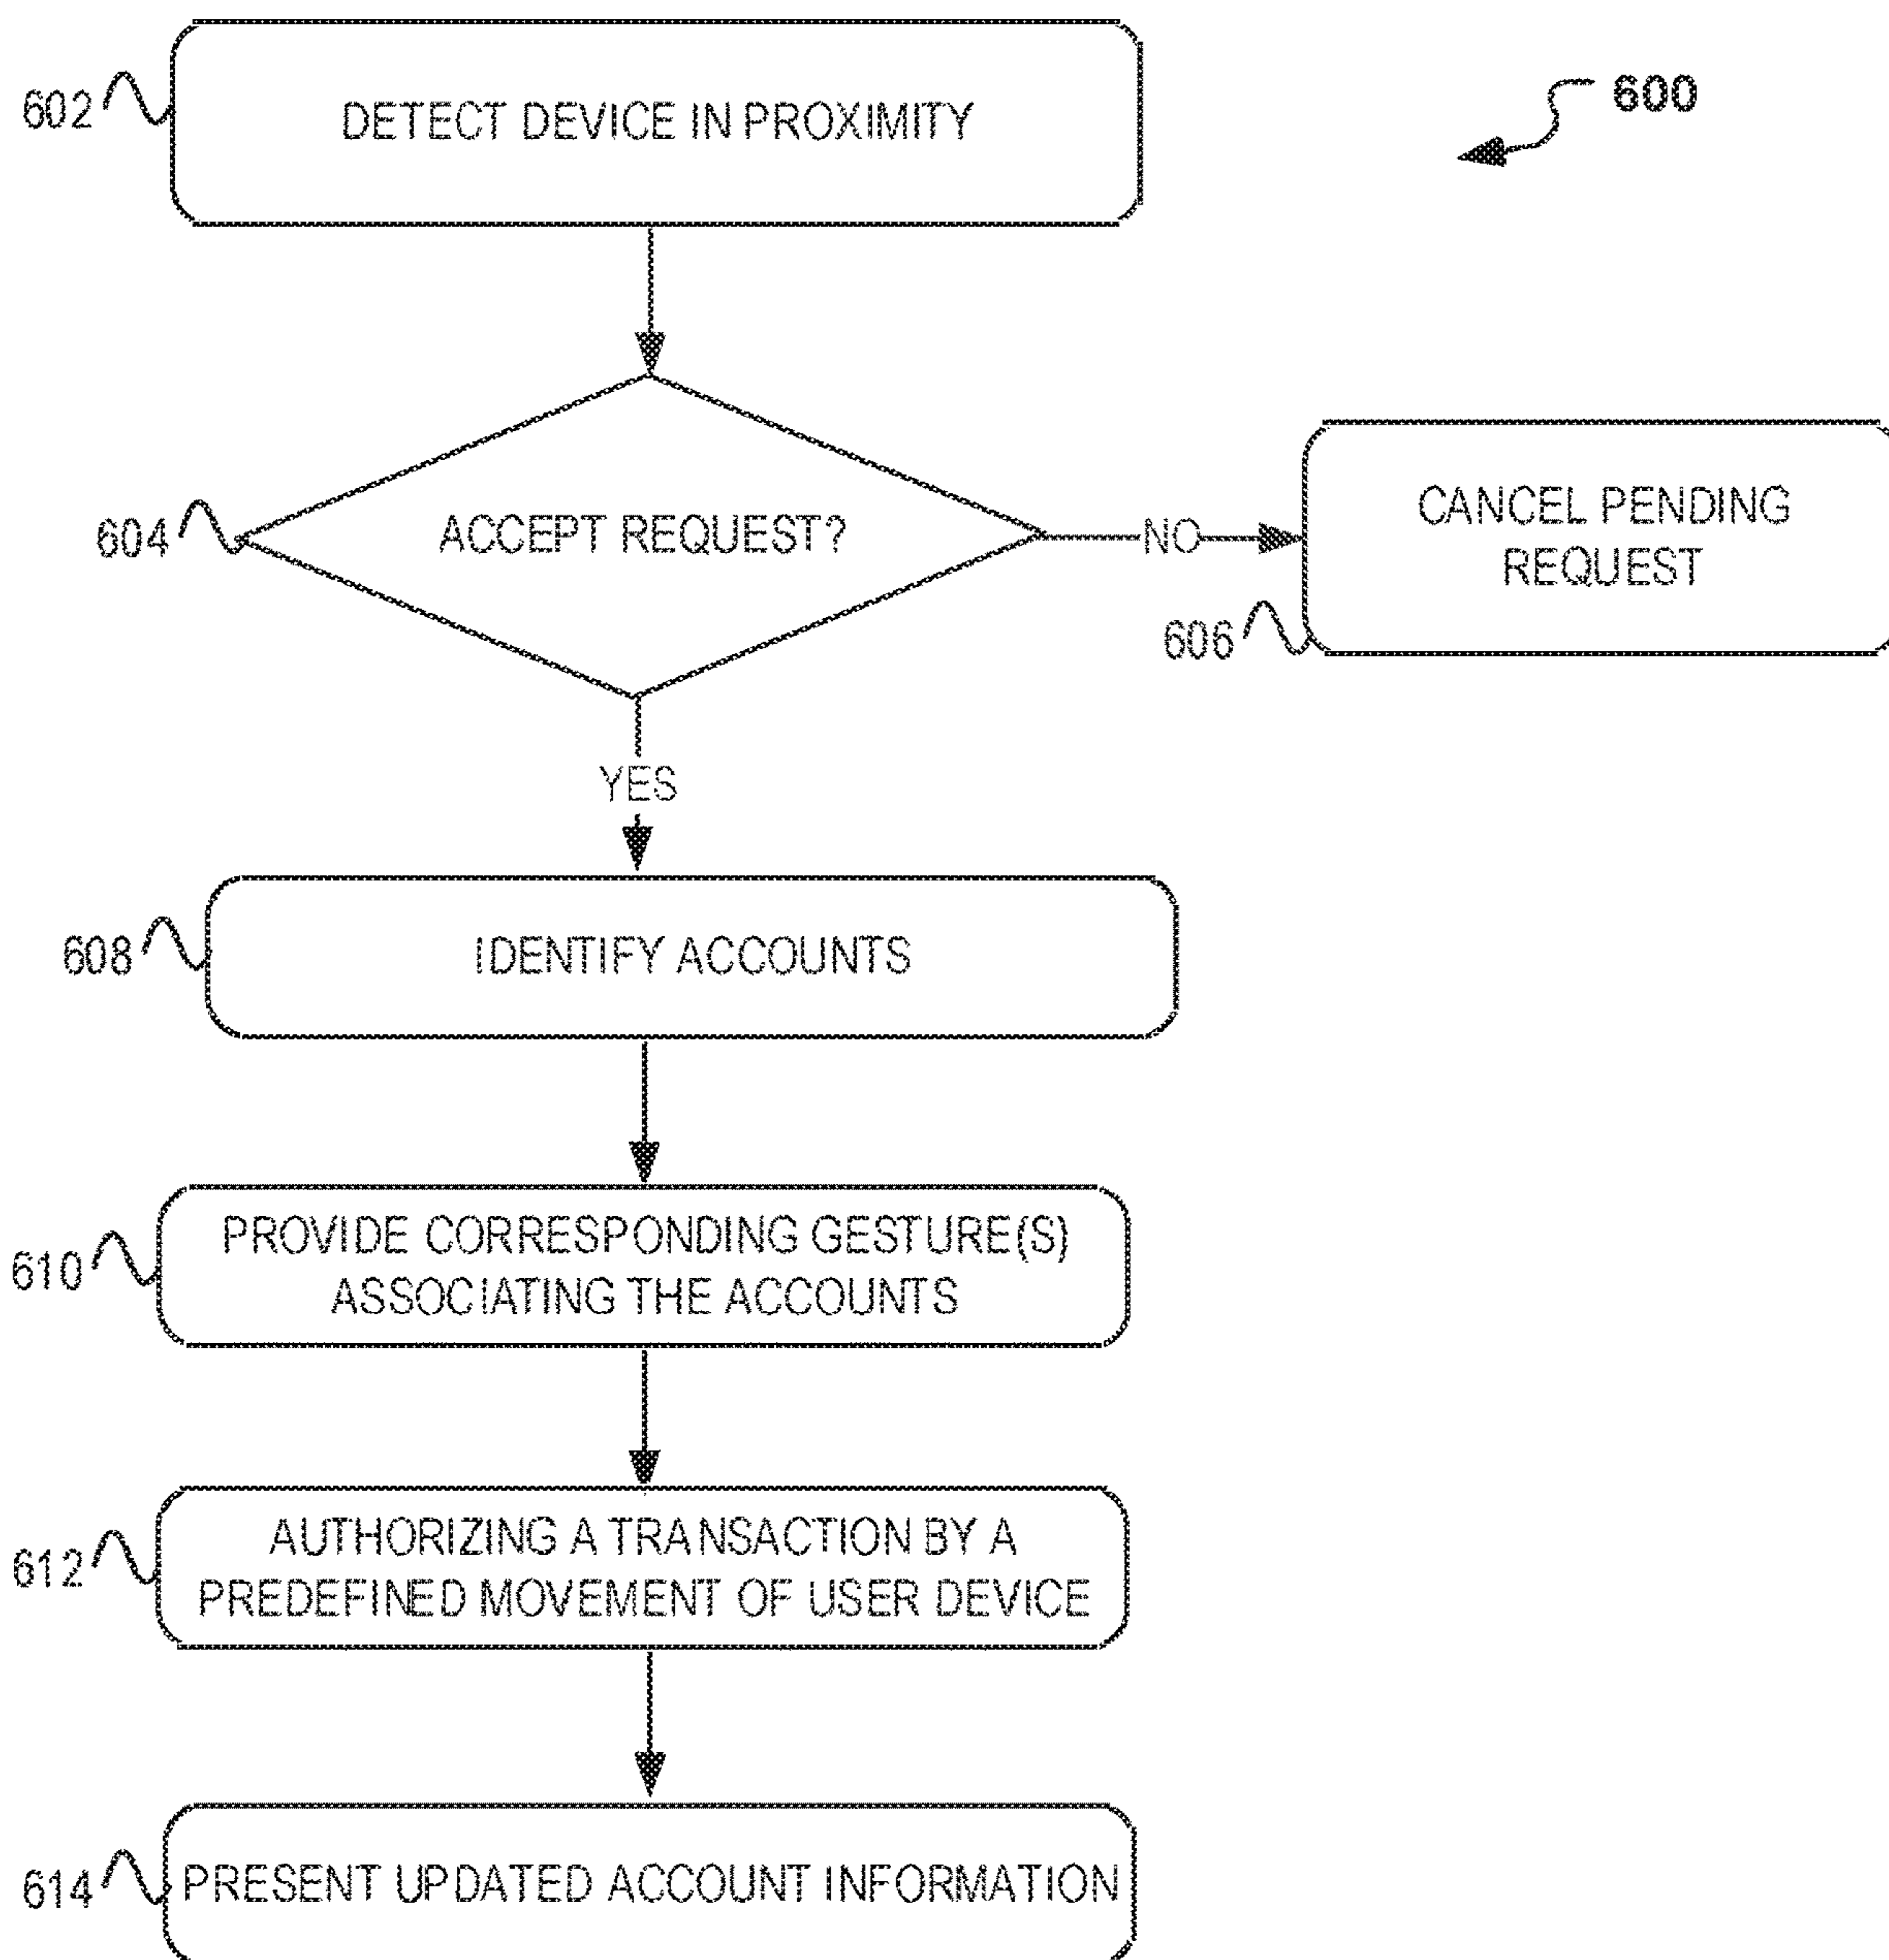 602
DETECT DEVICE IN PROXIMITY
600
604
ACCEPT REQUEST?
NO
CANCEL PENDING
REQUEST
606
YES
608
IDENTIFY ACCOUNTS
610
PROVIDE CORRESPONDING GESTURE(S)
ASSOCIATING THE ACCOUNTS
612
AUTHORIZING A TRANSACTION BY A
PREDEFINED MOVEMENT OF USER DEVICE
614
PRESENT UPDATED ACCOUNT INFORMATION